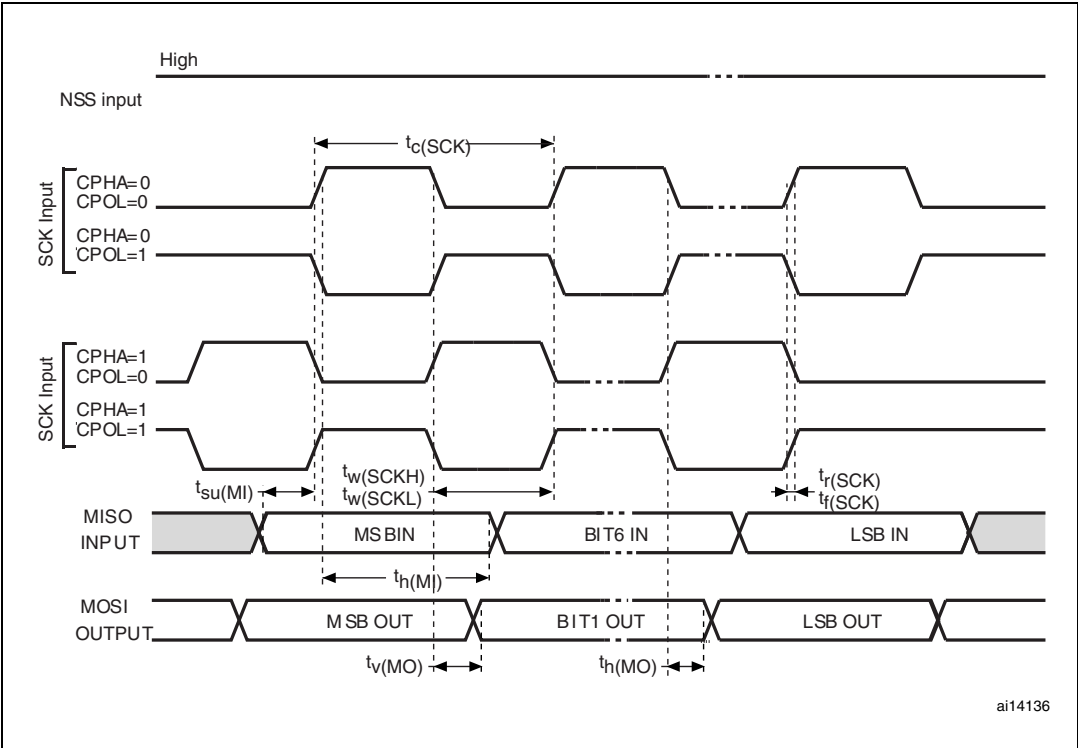 High
NSS input
tc(SCK)
SCK Input
CPHA=0
CPOL=0
CPHA=0
CPOL=1
SCK Input
CPHA=1
CPOL=0
CPHA=1
CPOL=1
tsu(MI)
tw(SCKH)
tw(SCKL)
tr(SCK)
tf(SCK)
MISO
INPUT
MSBIN
BIT6 IN
LSB IN
th(MI)
MOSI
OUTPUT
MSB OUT
BIT1 OUT
LSB OUT
tv(MO)
th(MO)
ai14136